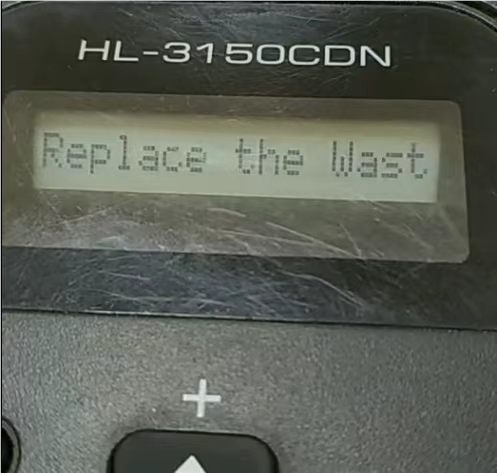 HL-3150CDN
Replace the Wast
+